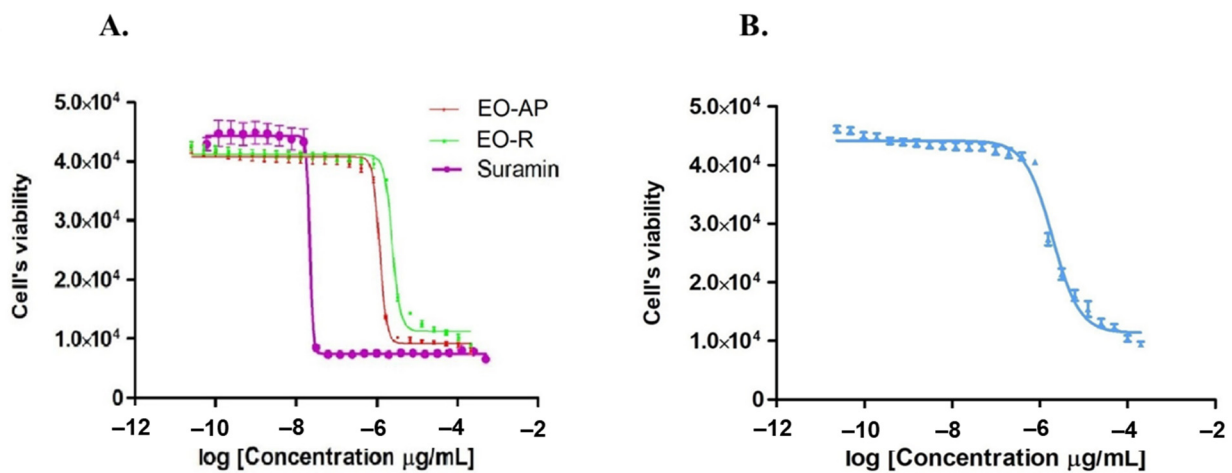 A.
Cell's viability
5.0×10⁴
4.0×10⁴
3.0×10⁴
2.0×10⁴
1.0×10⁴
0
EO-AP
EO-R
Suramin
−12 −10 −8 −6 −4 −2
log [Concentration μg/mL]
B.
Cell's viability
5.0×10⁴
4.0×10⁴
3.0×10⁴
2.0×10⁴
1.0×10⁴
0
−12 −10 −8 −6 −4 −2
log [Concentration μg/mL]